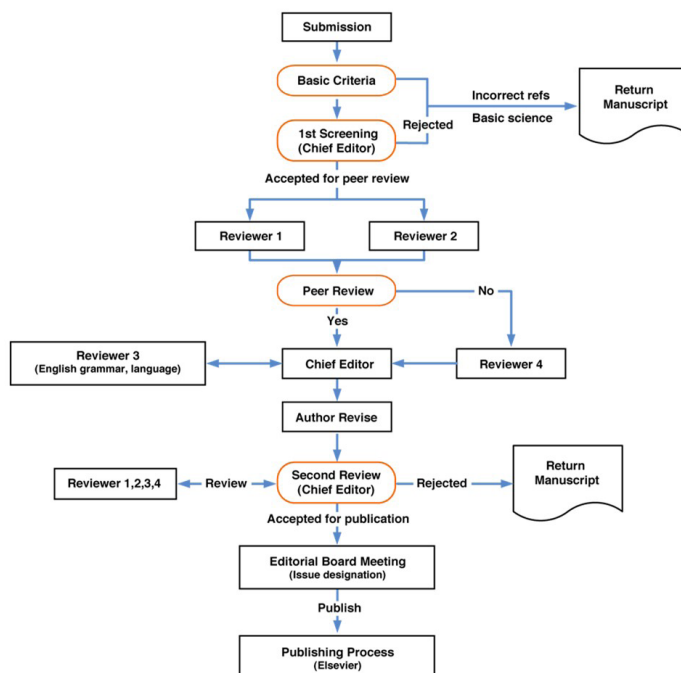 Submission
Basic Criteria
Incorrect refs
Basic science
Return
Manuscript
Rejected
1st Screening
(Chief Editor)
Accepted for peer review
Reviewer 1
Reviewer 2
Peer Review
No
Yes
Reviewer 3
(English grammar, language)
Chief Editor
Reviewer 4
Author Revise
Reviewer 1,2,3,4
Review
Second Review
(Chief Editor)
Rejected
Return
Manuscript
Accepted for publication
Editorial Board Meeting
(Issue designation)
Publish
Publishing Process
(Elsevier)